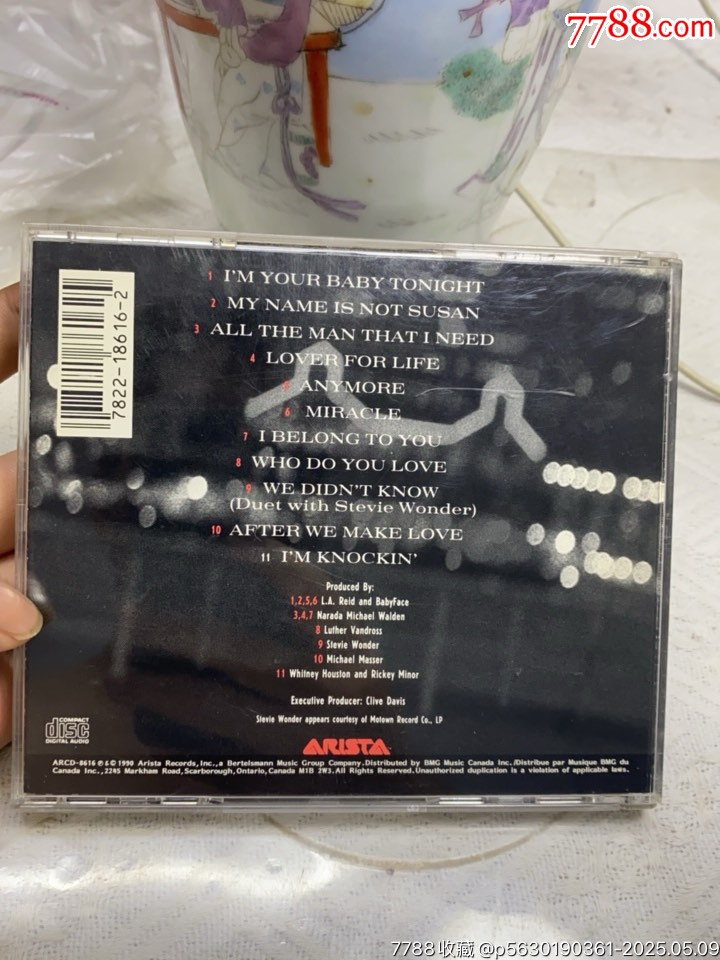 7788.com
7822-18616-2
1 I'M YOUR BABY TONIGHT
2 MY NAME IS NOT SUSAN
3 ALL THE MAN THAT I NEED
4 LOVER FOR LIFE
5 ANYMORE
6 MIRACLE
7 I BELONG TO YOU
8 WHO DO YOU LOVE
9 WE DIDN'T KNOW
(Duet with Stevie Wonder)
10 AFTER WE MAKE LOVE
11 I'M KNOCKIN'
Produced By:
1,2,5,6 L.A. Reid and BabyFace
3,4,7 Narada Michael Walden
8 Luther Vandross
9 Stevie Wonder
10 Michael Masser
11 Whitney Houston and Rickey Minor
Executive Producer: Clive Davis
Stevie Wonder appears courtesy of Motown Record Co., LP
COMPACT
disc
DIGITAL AUDIO
ARISTA
ARCD-8616 ℗&©1990 Arista Records,Inc.,a Bertelsmann Music Group Company.Distributed by BMG Music Canada Inc./Distribue par Musique BMG du
Canada Inc.,2245 Markham Road,Scarborough,Ontario,Canada M1B 2W3.All Rights Reserved.Unauthorized duplication is a violation of applicable laws.
7788收藏@p5630190361-2025.05.09